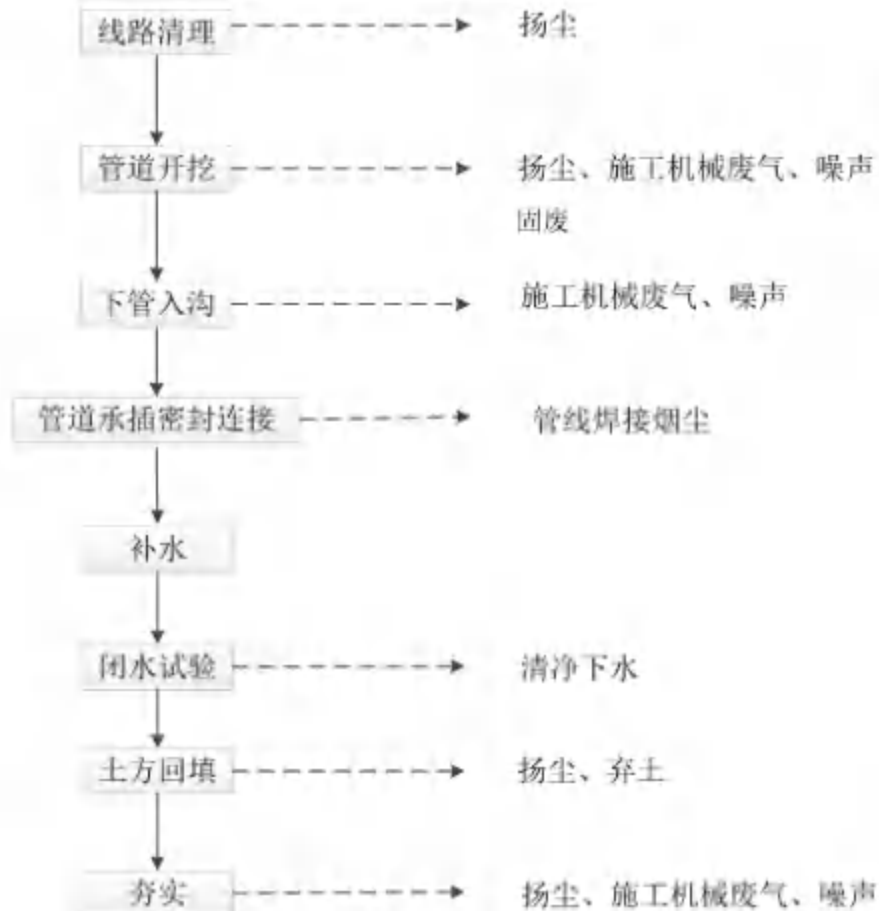 线路清理
扬尘
管道开挖
扬尘、施工机械废气、噪声
固废
下管入沟
施工机械废气、噪声
管道承插密封连接
管线焊接烟尘
补水
闭水试验
清净下水
土方回填
扬尘、弃土
夯实
扬尘、施工机械废气、噪声